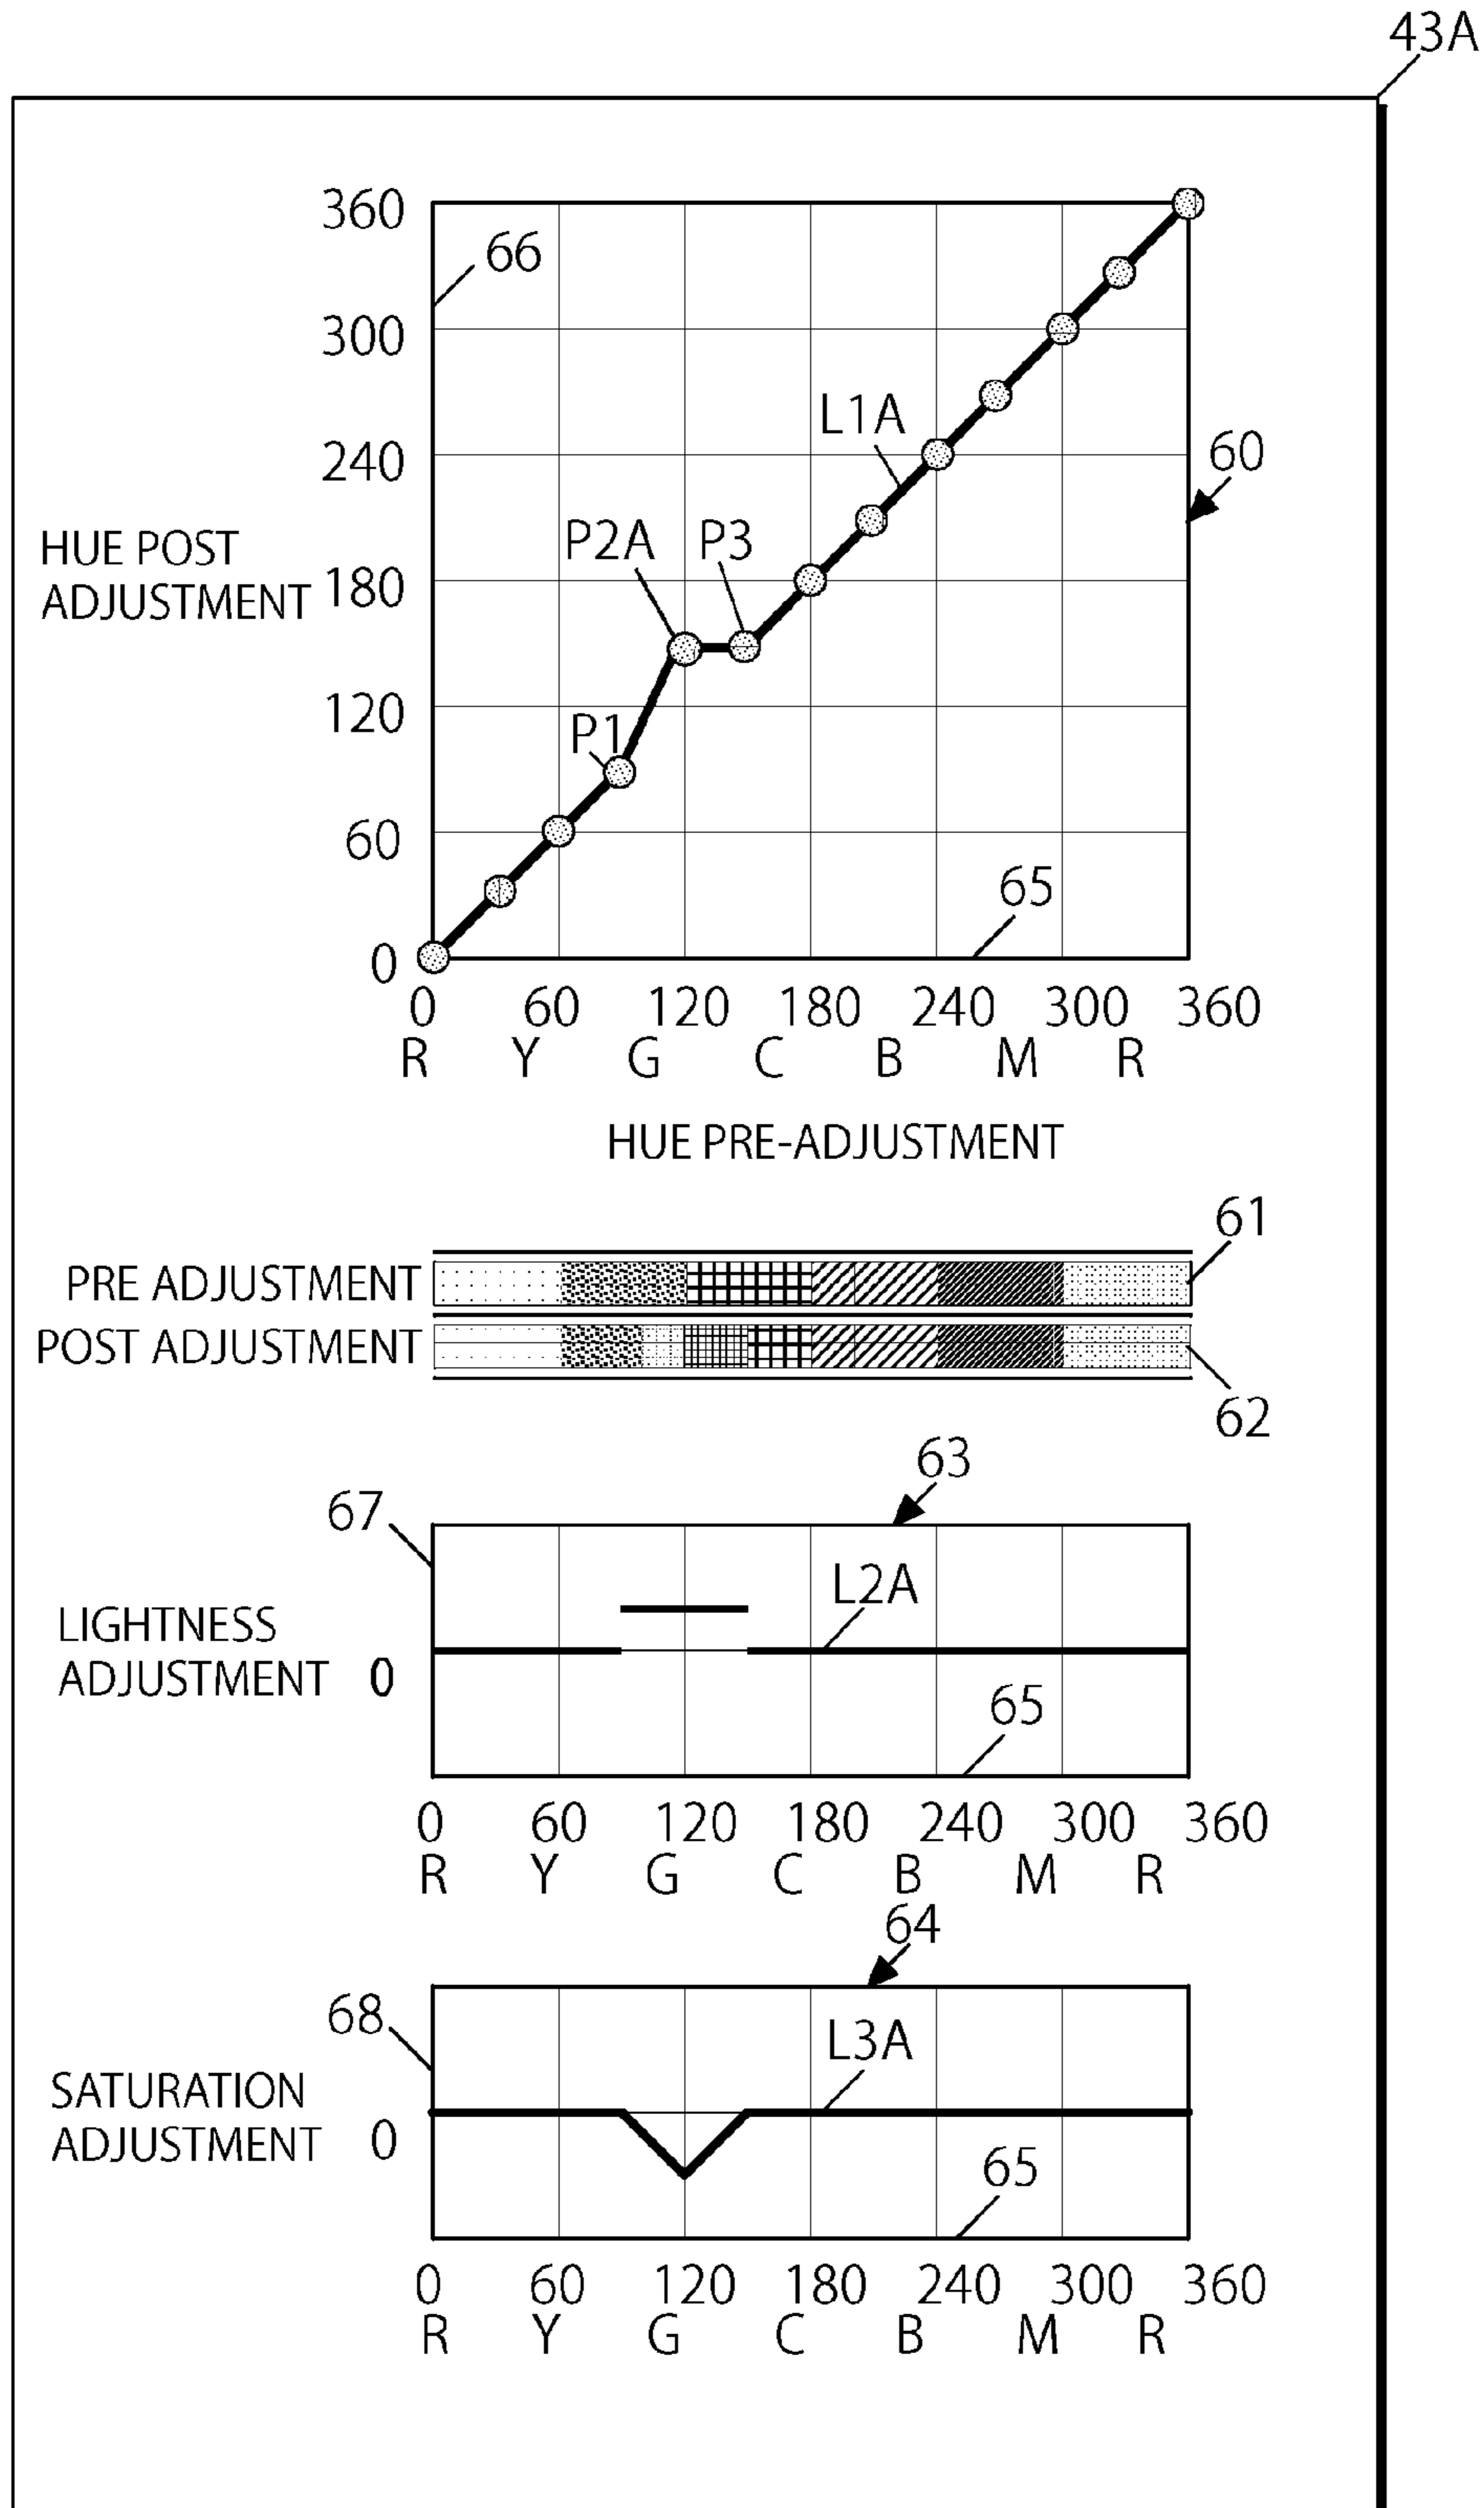 43A
360
66
300
L1A
240
60
P2A P3
HUE POST
ADJUSTMENT
180
120
P1
60
65
0
0 60 120 180 240 300 360
R Y G C B M R
HUE PRE-ADJUSTMENT
61
PRE ADJUSTMENT
POST ADJUSTMENT
62
63
67
L2A
LIGHTNESS
ADJUSTMENT 0
65
0 60 120 180 240 300 360
R Y G C B M R
64
68
L3A
SATURATION
ADJUSTMENT 0
65
0 60 120 180 240 300 360
R Y G C B M R